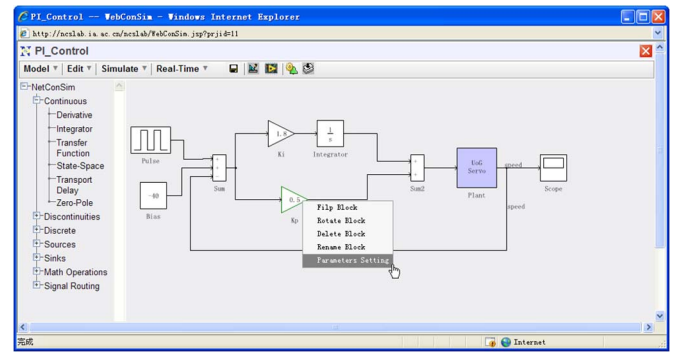 PI_Control -- WebConSim - Windows Internet Explorer
http://ncslab.ia.ac.cn/ncslab/WebConSim.jsp?prjid=11
PI_Control
Model Edit Simulate Real-Time
NetConSim
Continuous
Derivative
Integrator
Transfer
Function
State-Space
Transport
Delay
Zero-Pole
Discontinuities
Discrete
Sources
Sinks
Math Operations
Signal Routing
Pulse
-40
Bias
Sum
1.8
Ki
1
s
Integrator
0.5
Kp
Sum2
UoG
Servo
Plant
speed
speed
Scope
Filp Block
Rotate Block
Delete Block
Rename Block
Parameters Setting
完成
Internet